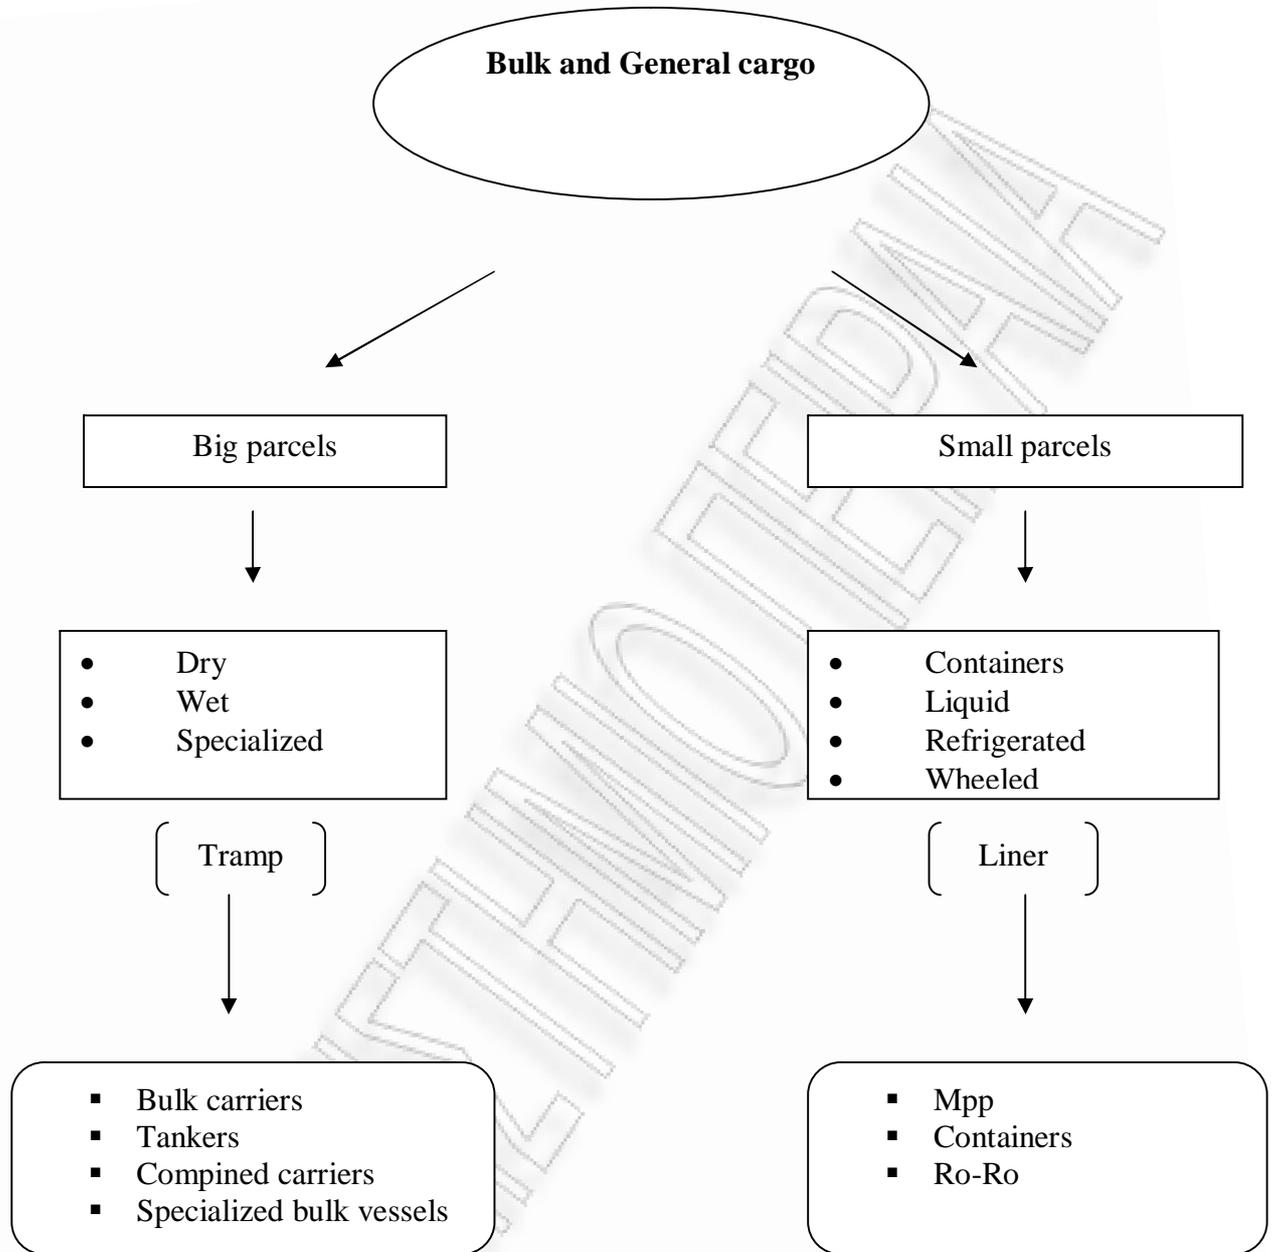 Bulk and General cargo
Big parcels
Small parcels
• Dry
• Wet
• Specialized
• Containers
• Liquid
• Refrigerated
• Wheeled
Tramp
Liner
▪ Bulk carriers
▪ Tankers
▪ Compined carriers
▪ Specialized bulk vessels
▪ Mpp
▪ Containers
▪ Ro-Ro